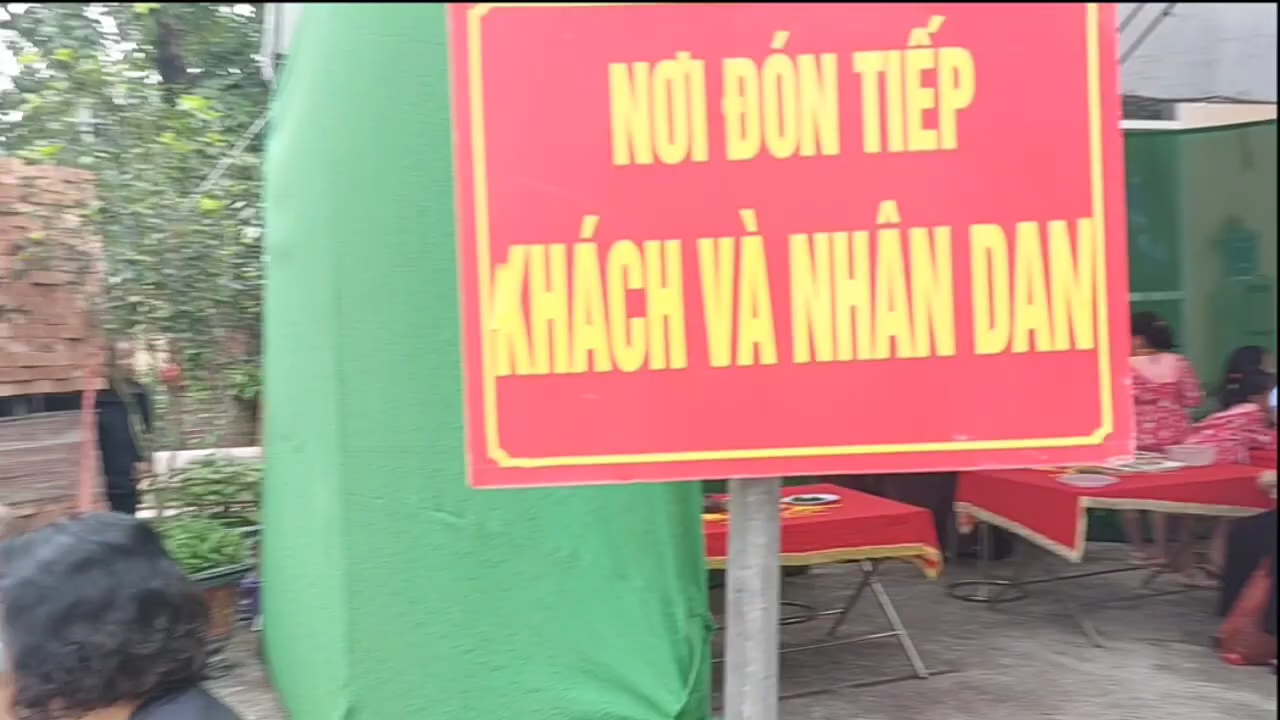 NƠI ĐÓN TIẾP
KHÁCH VÀ NHÂN DAN